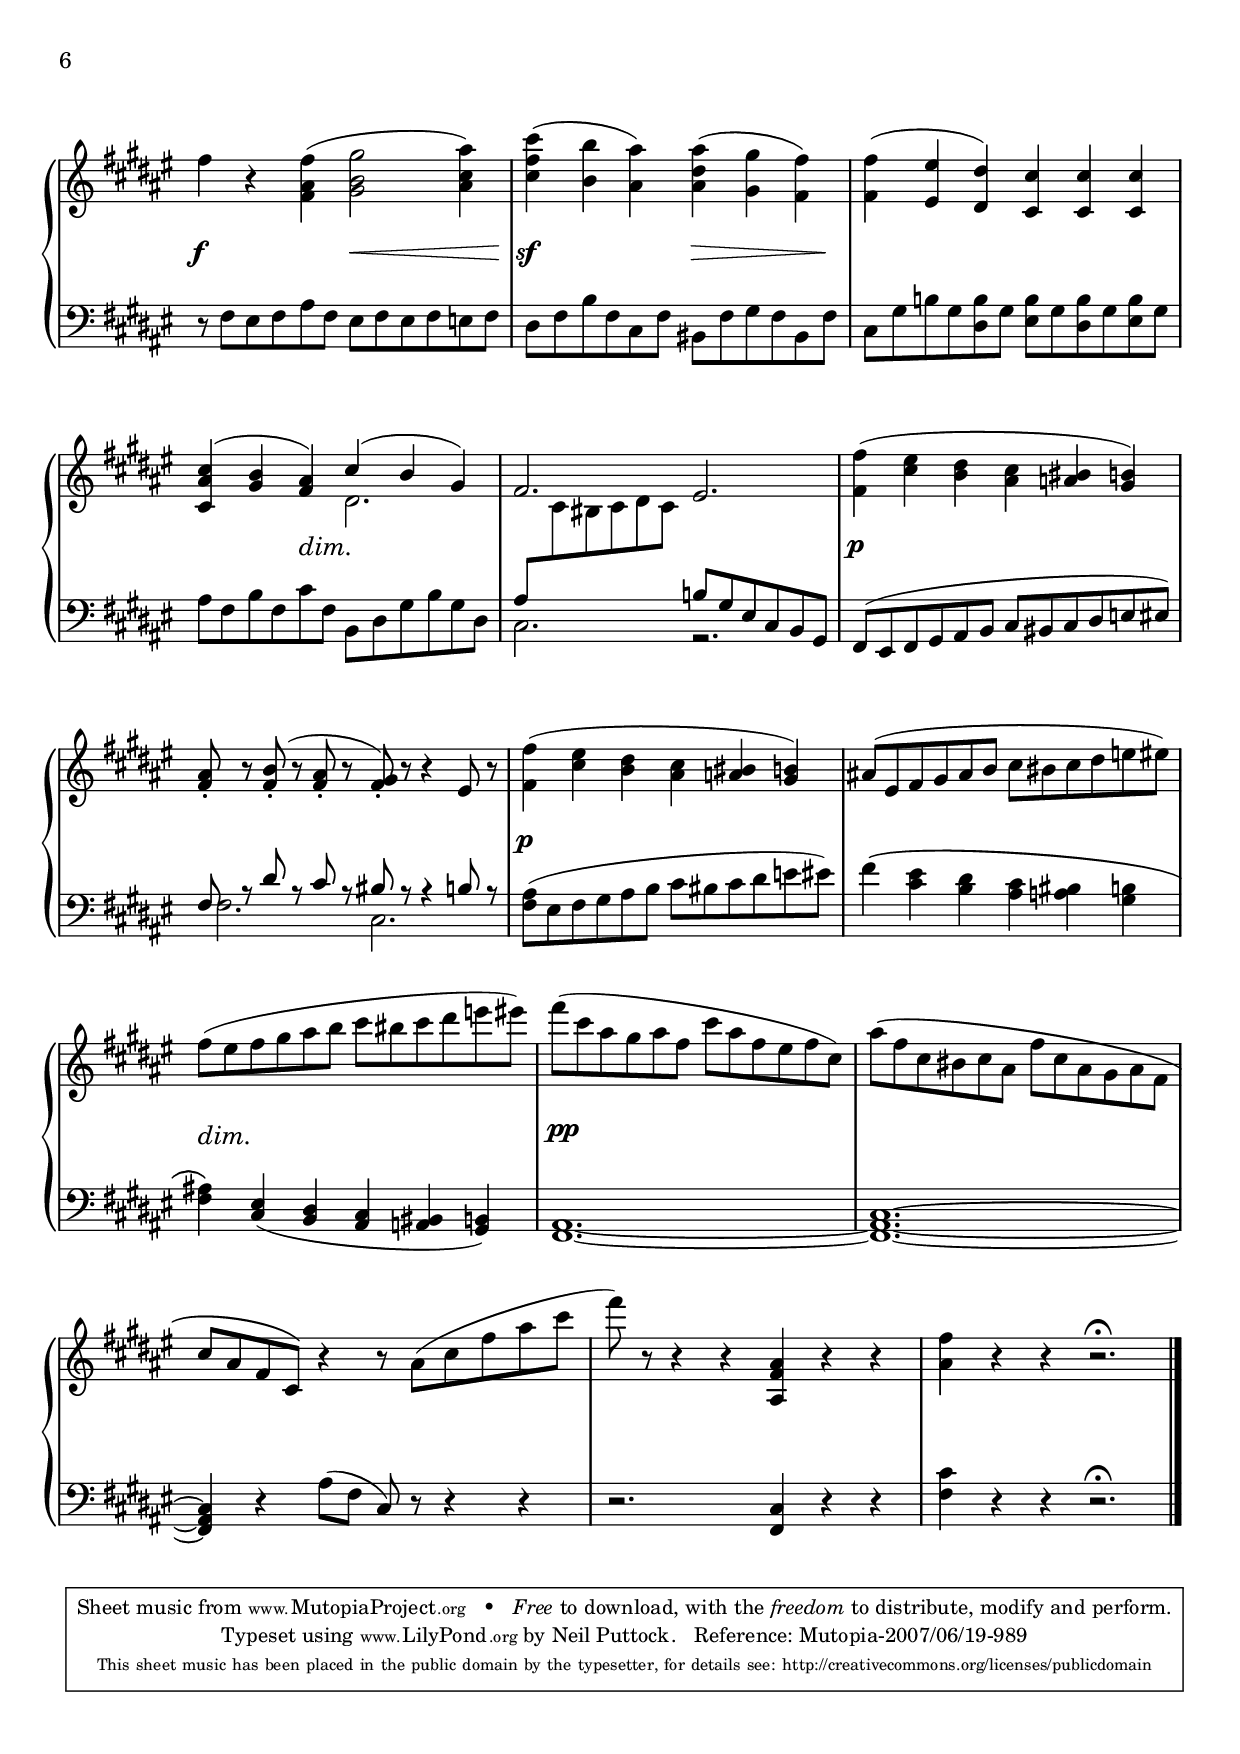 6
f
sf
dim.
p
p
dim.
pp
Sheet music from www.MutopiaProject.org • Free to download, with the freedom to distribute, modify and perform.
Typeset using www.LilyPond.org by Neil Puttock. Reference: Mutopia-2007/06/19-989
This sheet music has been placed in the public domain by the typesetter, for details see: http://creativecommons.org/licenses/publicdomain